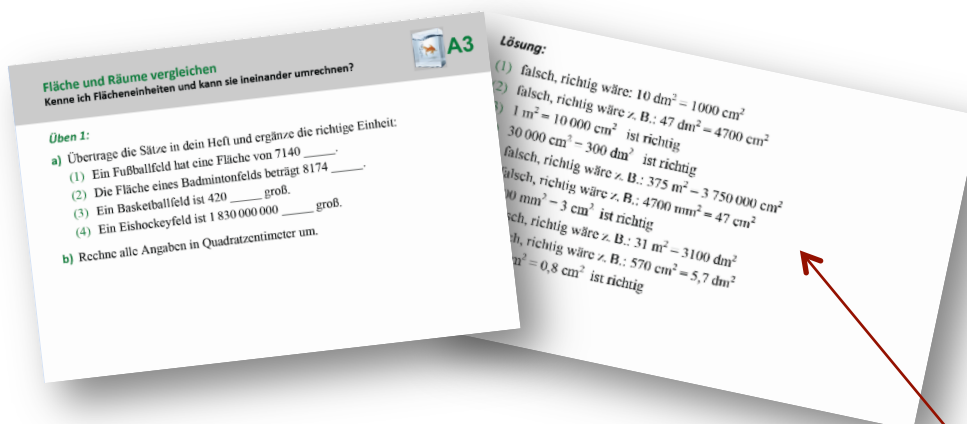 Fläche und Räume vergleichen
Kenne ich Flächeneinheiten und kann sie ineinander umrechnen?
A3
Üben 1:
a) Übertrage die Sätze in dein Heft und ergänze die richtige Einheit:
(1) Ein Fußballfeld hat eine Fläche von 7140 _____.
(2) Die Fläche eines Badmintonfelds beträgt 8174 _____.
(3) Ein Basketballfeld ist 420 _____ groß.
(4) Ein Eishockeyfeld ist 1 830 000 000 _____ groß.
b) Rechne alle Angaben in Quadratzentimeter um.
Lösung:
(1) falsch, richtig wäre: 10 dm² = 1000 cm²
2) falsch, richtig wäre z. B.: 47 dm² = 4700 cm²
) 1 m² = 10 000 cm² ist richtig
30 000 cm² = 300 dm² ist richtig
falsch, richtig wäre z. B.: 375 m² = 3 750 000 cm²
alsch, richtig wäre z. B.: 4700 mm² = 47 cm²
00 mm² = 3 cm² ist richtig
sch, richtig wäre z. B.: 31 m² = 3100 dm²
ch, richtig wäre z. B.: 570 cm² = 5,7 dm²
m² = 0,8 cm² ist richtig